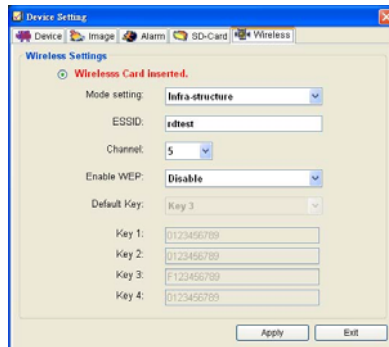 Device Setting
Device Image Alarm SD-Card Wireless
Wireless Settings
Wirelesss Card Inserted.
Mode setting: Infra-structure
ESSID: rdtest
Channel: 5
Enable WEP: Disable
Default Key: Key 3
Key 1: 0123456789
Key 2: 0123456789
Key 3: F123456789
Key 4: 0123456789
Apply Exit